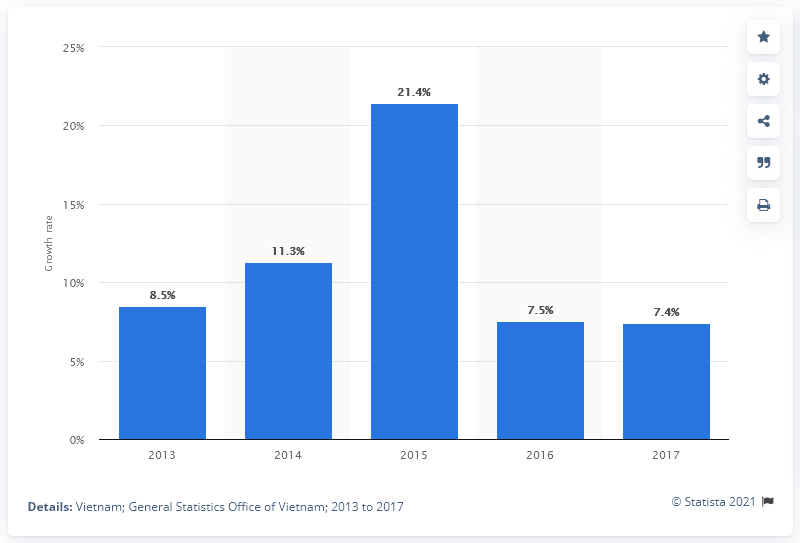 25%
21.4%
20%
15%
Growth rate
11.3%
10%
8.5%
7.5%
7.4%
5%
0%
2013 2014 2015 2016 2017
Details: Vietnam; General Statistics Office of Vietnam; 2013 to 2017
© Statista 2021